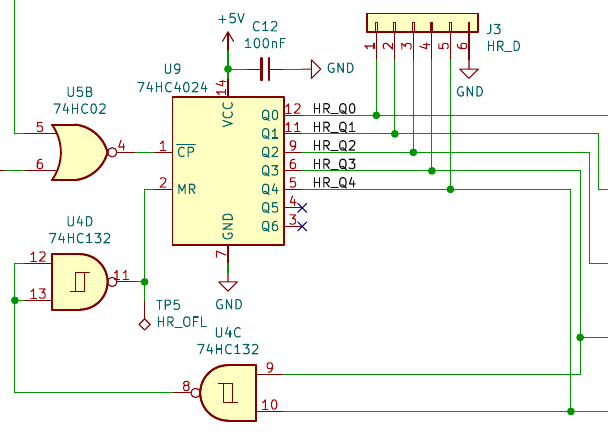 +5V
C12
100nF
GND
J3
HR_D
1 2 3 4 5 6
GND
U9
74HC4024
U5B
74HC02
5
6
4
14
VCC
1
CP
2
MR
Q0 12 HR_Q0
Q1 11 HR_Q1
Q2 9 HR_Q2
Q3 6 HR_Q3
Q4 5 HR_Q4
Q5 4
Q6 3
GND
7
GND
U4D
74HC132
12
13
11
TP5
HR_OFL
U4C
74HC132
8
9
10